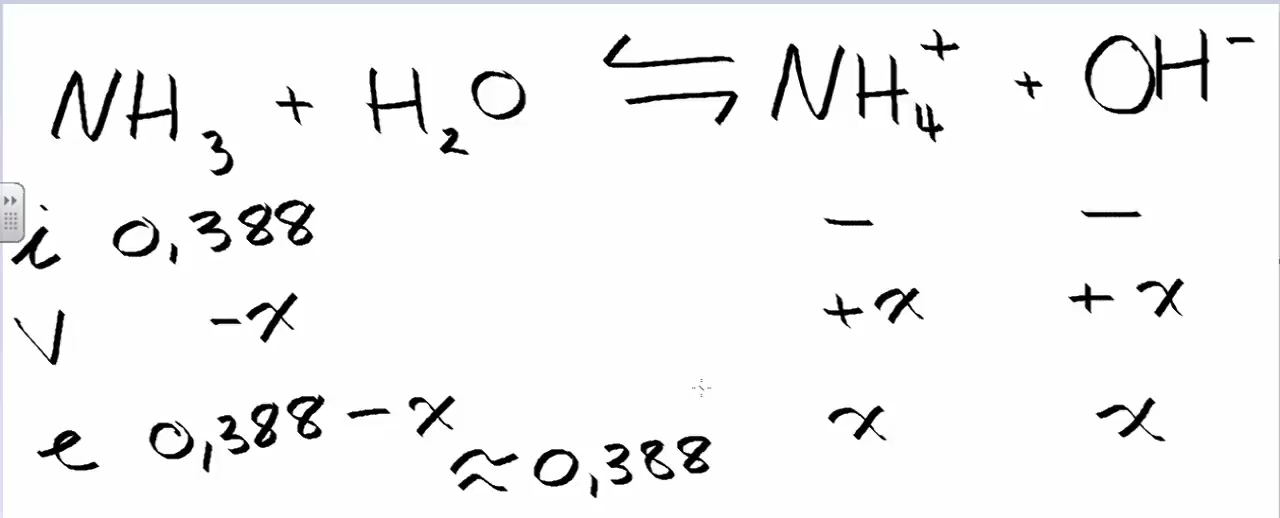 NH₃ + H₂O ⇌ NH₄⁺ + OH⁻
i 0,388 − −
v −x +x +x
e 0,388 − x ≈ 0,388 x x